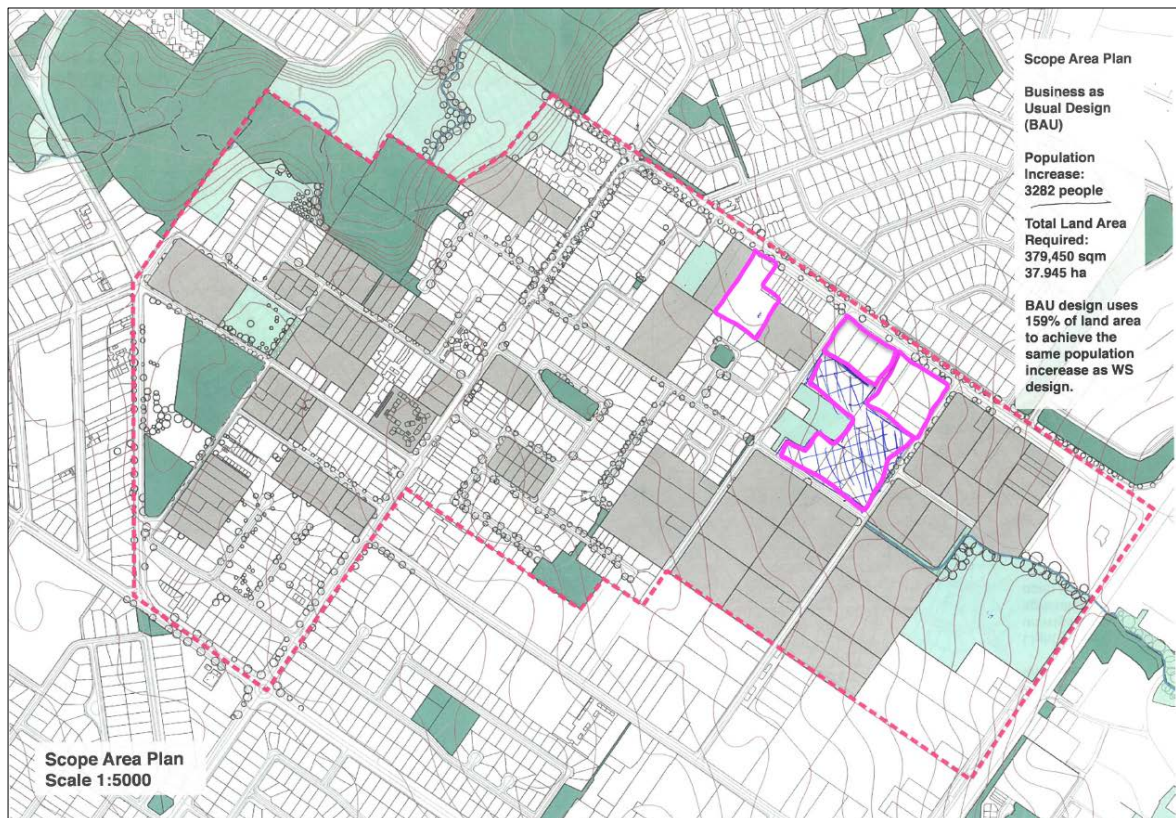 Scope Area Plan
Business as
Usual Design
(BAU)
Population
Increase:
3282 people
Total Land Area
Required:
379,450 sqm
37.945 ha
BAU design uses
159% of land area
to achieve the
same population
incerease as WS
design.
Scope Area Plan
Scale 1:5000